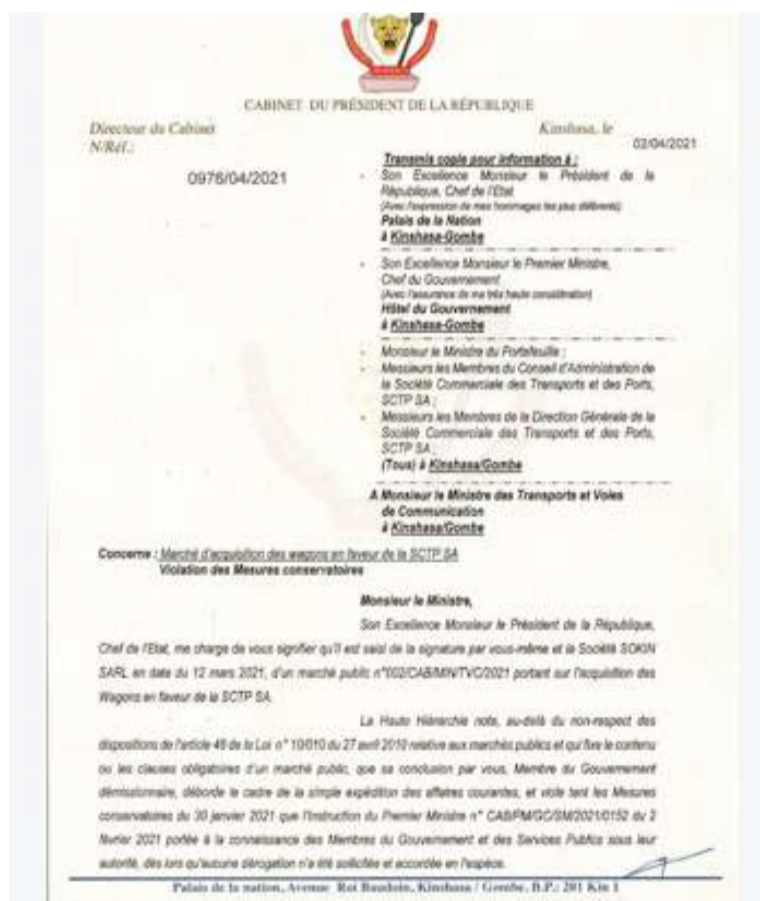 CABINET DU PRÉSIDENT DE LA RÉPUBLIQUE
Directeur du Cabinet
Kinshasa, le
N/Réf.:
02/04/2021
0976/04/2021
Transmis copie pour information à :
- Son Excellence Monsieur le Président de la
République, Chef de l'Etat
(Avec l'expression de mes hommages les plus déférents)
Palais de la Nation
à Kinshasa-Gombe
- Son Excellence Monsieur le Premier Ministre,
Chef du Gouvernement
(Avec l'assurance de ma très haute considération)
Hôtel du Gouvernement
à Kinshasa-Gombe
- Monsieur le Ministre du Portefeuille ;
- Messieurs les Membres du Conseil d'Administration de
la Société Commerciale des Transports et des Ports,
SCTP SA ;
- Messieurs les Membres de la Direction Générale de la
Société Commerciale des Transports et des Ports,
SCTP SA ;
(Tous) à Kinshasa/Gombe
A Monsieur le Ministre des Transports et Voies
de Communication
à Kinshasa/Gombe
Concerne : Marché d'acquisition des wagons en faveur de la SCTP SA
Violation des Mesures conservatoires
Monsieur le Ministre,
Son Excellence Monsieur le Président de la République,
Chef de l'Etat, me charge de vous signifier qu'il est saisi de la signature par vous-même et la Société SOKIN
SARL en date du 12 mars 2021, d'un marché public n°002/CAB/MIN/TVC/2021 portant sur l'acquisition des
Wagons en faveur de la SCTP SA.
La Haute Hiérarchie note, au-delà du non-respect des
dispositions de l'article 48 de la Loi n° 10/010 du 27 avril 2010 relative aux marchés publics et qui fixe le contenu
ou les clauses obligatoires d'un marché public, que sa conclusion par vous, Membre du Gouvernement
démissionnaire, déborde le cadre de la simple expédition des affaires courantes, et viole tant les Mesures
conservatoires du 30 janvier 2021 que l'Instruction du Premier Ministre n° CAB/PM/GC/SM/2021/0152 du 2
février 2021 portée à la connaissance des Membres du Gouvernement et des Services Publics sous leur
autorité, dès lors qu'aucune dérogation n'a été sollicitée et accordée en l'espèce.
Palais de la nation, Avenue Roi Baudoin, Kinshasa / Gombe. B.P.: 201 Kin 1